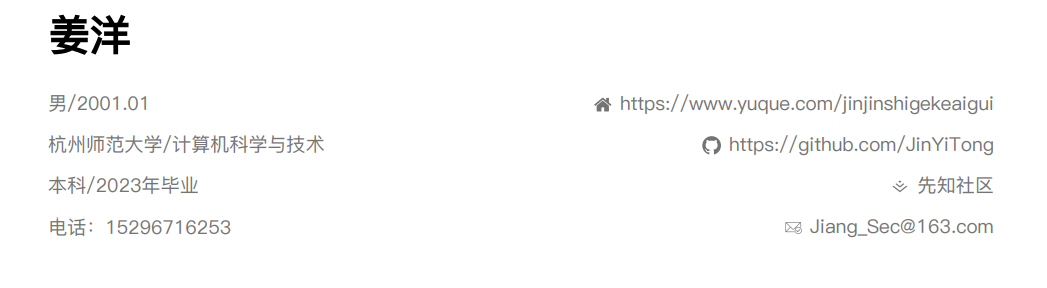 姜洋
男/2001.01
https://www.yuque.com/jinjinshigekeaigui
杭州师范大学/计算机科学与技术
https://github.com/JinYiTong
本科/2023年毕业
先知社区
电话：15296716253
Jiang_Sec@163.com